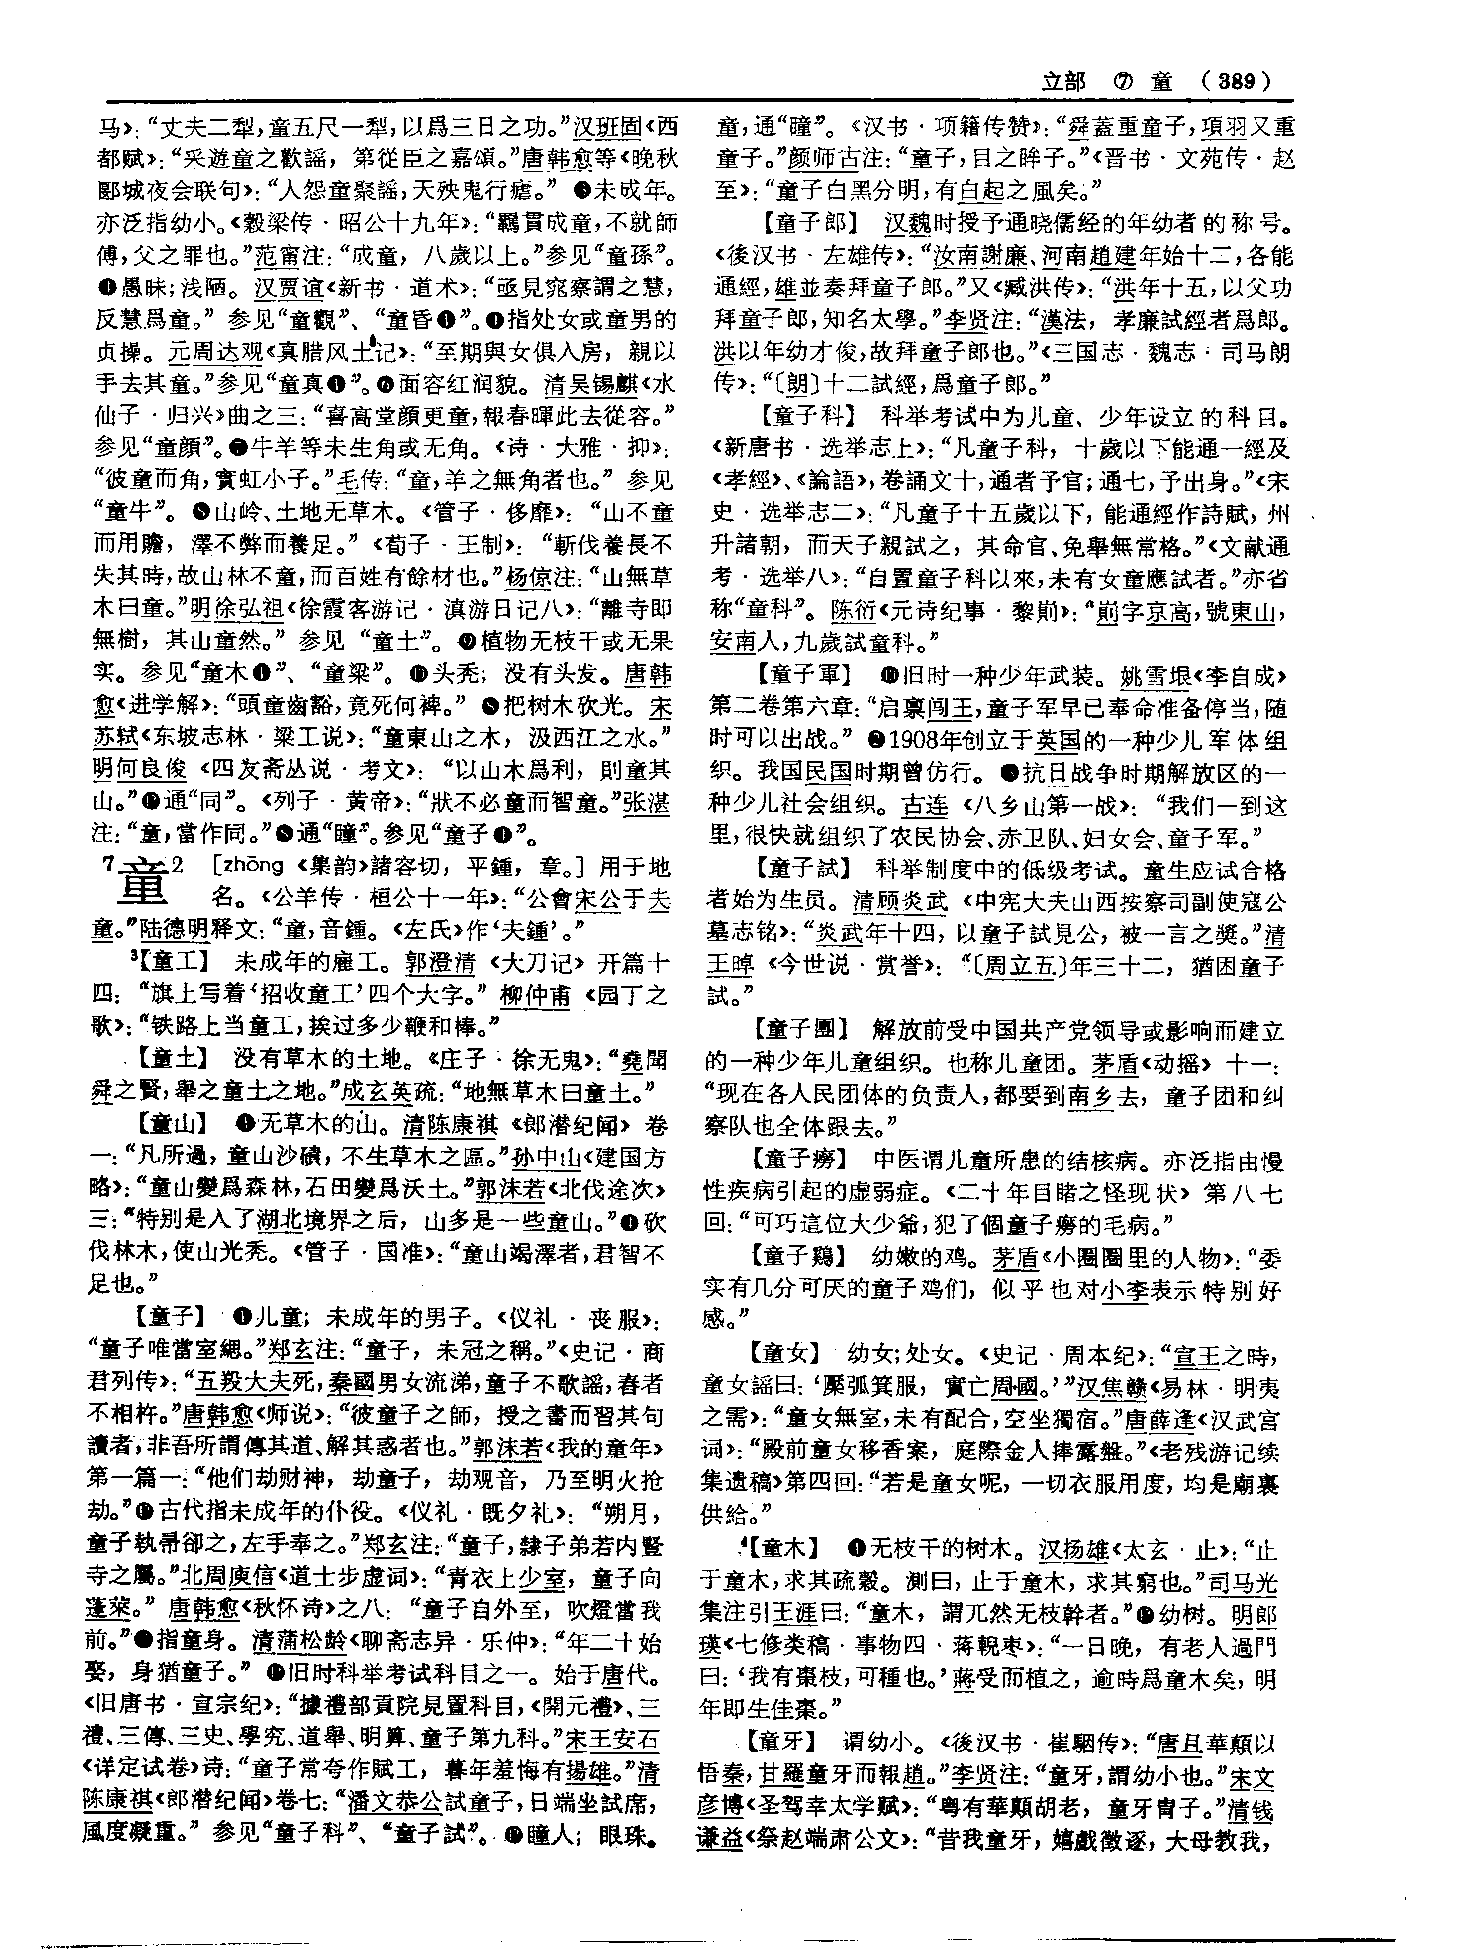 立部　⑦　童　（389）
马》：“丈夫二犁，童五尺一犁，以爲三日之功。”汉班固《西
都赋》：“采遊童之歡謡，第從臣之嘉頌。”唐韩愈等《晚秋
郾城夜会联句》：“人怨童聚謡，天殃鬼行瘧。” 未成年。
亦泛指幼小。《穀梁传·昭公十九年》：“羈貫成童，不就師
傅，父之罪也。”范甯注：“成童，八歲以上。”参见“童孫”。
愚昧；浅陋。汉贾谊《新书·道术》：“亟見窕察謂之慧，
反慧爲童。” 参见“童觀”、“童昏❶”。指处女或童男的
贞操。元周达观《真腊风土记》：“至期與女俱入房，親以
手去其童。”参见“童真❶”。面容红润貌。清吴锡麒《水
仙子·归兴》曲之三：“喜高堂顔更童，報春暉此去從容。”
参见“童顔”。牛羊等未生角或无角。《诗·大雅·抑》：
“彼童而角，實虹小子。”毛传：“童，羊之無角者也。” 参见
“童牛”。山岭、土地无草木。《管子·侈靡》：“山不童
而用贍，澤不弊而養足。”《荀子·王制》：“斬伐養長不
失其時，故山林不童，而百姓有餘材也。”杨倞注：“山無草
木曰童。”明徐弘祖《徐霞客游记·滇游日记八》：“離寺即
無樹，其山童然。” 参见 “童土”。❾植物无枝干或无果
实。参见“童木❶”、“童粱”。头秃；没有头发。唐韩
愈《进学解》：“頭童齒豁，竟死何裨。” 把树木砍光。宋
苏轼《东坡志林·梁工说》：“童東山之木，汲西江之水。”
明何良俊《四友斋丛说·考文》：“以山木爲利，則童其
山。”通“同”。《列子·黄帝》：“狀不必童而智童。”张湛
注：“童，當作同。”通“瞳”。参见“童子❶”。
7童2 ［zhōng《集韵》諸容切，平鍾，章。］用于地
名。《公羊传·桓公十一年》：“公會宋公于夫
童。”陆德明释文：“童，音鍾。《左氏》作‘夫鍾’。”
3【童工】 未成年的雇工。郭澄清《大刀记》开篇十
四：“旗上写着‘招收童工’四个大字。” 柳仲甫《园丁之
歌》：“铁路上当童工，挨过多少鞭和棒。”
【童土】 没有草木的土地。《庄子·徐无鬼》：“堯聞
舜之賢，舉之童土之地。”成玄英疏：“地無草木曰童土。”
【童山】 ❶无草木的山。清陈康祺《郎潜纪闻》卷
一：“凡所過，童山沙磧，不生草木之區。”孙中山《建国方
略》：“童山變爲森林，石田變爲沃土。”郭沫若《北伐途次》
三：“特别是入了湖北境界之后，山多是一些童山。”砍
伐林木，使山光秃。《管子·国准》：“童山竭澤者，君智不
足也。”
【童子】 ❶儿童；未成年的男子。《仪礼·丧服》：
“童子唯當室緦。”郑玄注：“童子，未冠之稱。”《史记·商
君列传》：“五羖大夫死，秦國男女流涕，童子不歌謡，舂者
不相杵。”唐韩愈《师说》：“彼童子之師，授之書而習其句
讀者，非吾所謂傳其道、解其惑者也。”郭沫若《我的童年》
第一篇一：“他们劫财神，劫童子，劫观音，乃至明火抢
劫。”古代指未成年的仆役。《仪礼·既夕礼》：“朔月，
童子執帚卻之，左手奉之。”郑玄注：“童子，隸子弟若内豎
寺之屬。”北周庾信《道士步虚词》：“青衣上少室，童子向
蓬萊。” 唐韩愈《秋怀诗》之八：“童子自外至，吹燈當我
前。”指童身。清蒲松龄《聊斋志异·乐仲》：“年二十始
娶，身猶童子。” 旧时科举考试科目之一。始于唐代。
《旧唐书·宣宗纪》：“據禮部貢院見置科目，《開元禮》、三
禮、三傳、三史、學究、道舉、明算、童子第九科。”宋王安石
《详定试卷》诗：“童子常夸作賦工，暮年羞悔有揚雄。”清
陈康祺《郎潜纪闻》卷七：“潘文恭公試童子，日端坐試席，
風度凝重。” 参见“童子科”、“童子試”。瞳人；眼珠。
童，通“瞳”。《汉书·项籍传赞》：“舜蓋重童子，項羽又重
童子。”颜师古注：“童子，目之眸子。”《晋书·文苑传·赵
至》：“童子白黑分明，有白起之風矣。”
【童子郎】 汉魏时授予通晓儒经的年幼者的称号。
《後汉书·左雄传》：“汝南謝廉、河南趙建年始十二，各能
通經，雄並奏拜童子郎。”又《臧洪传》：“洪年十五，以父功
拜童子郎，知名太學。”李贤注：“漢法，孝廉試經者爲郎。
洪以年幼才俊，故拜童子郎也。”《三国志·魏志·司马朗
传》：“〔朗〕十二試經，爲童子郎。”
【童子科】 科举考试中为儿童、少年设立的科目。
《新唐书·选举志上》：“凡童子科，十歲以下能通一經及
《孝經》、《論語》，卷誦文十，通者予官；通七，予出身。”《宋
史·选举志二》：“凡童子十五歲以下，能通經作詩賦，州
升諸朝，而天子親試之，其命官、免舉無常格。”《文献通
考·选举八》：“自置童子科以來，未有女童應試者。”亦省
称“童科”。陈衍《元诗纪事·黎崱》：“崱字京高，號東山，
安南人，九歲試童科。”
【童子軍】 ❶旧时一种少年武装。姚雪垠《李自成》
第二卷第六章：“启禀闯王，童子军早已奉命准备停当，随
时可以出战。” ❷1908年创立于英国的一种少儿军体组
织。我国民国时期曾仿行。❸抗日战争时期解放区的一
种少儿社会组织。古连《八乡山第一战》：“我们一到这
里，很快就组织了农民协会、赤卫队、妇女会、童子军。”
【童子試】 科举制度中的低级考试。童生应试合格
者始为生员。清顾炎武《中宪大夫山西按察司副使寇公
墓志铭》：“炎武年十四，以童子試見公，被一言之獎。”清
王晫《今世说·赏誉》：“〔周立五〕年三十二，猶困童子
試。”
【童子團】 解放前受中国共产党领导或影响而建立
的一种少年儿童组织。也称儿童团。茅盾《动摇》十一：
“现在各人民团体的负责人，都要到南乡去，童子团和纠
察队也全体跟去。”
【童子癆】 中医谓儿童所患的结核病。亦泛指由慢
性疾病引起的虚弱症。《二十年目睹之怪现状》第八七
回：“可巧這位大少爺，犯了個童子癆的毛病。”
【童子鷄】 幼嫩的鸡。茅盾《小圈圈里的人物》：“委
实有几分可厌的童子鸡们，似乎也对小李表示特别好
感。”
【童女】 幼女；处女。《史记·周本纪》：“宣王之時，
童女謡曰：‘檿弧箕服，實亡周國。’”汉焦赣《易林·明夷
之需》：“童女無室，未有配合，空坐獨宿。”唐薛逢《汉武宫
词》：“殿前童女移香案，庭際金人捧露盤。”《老残游记续
集遗稿》第四回：“若是童女呢，一切衣服用度，均是廟裏
供給。”
4【童木】 ❶无枝干的树木。汉扬雄《太玄·止》：“止
于童木，求其疏穀。測曰，止于童木，求其窮也。”司马光
集注引王涯曰：“童木，謂兀然无枝幹者。”幼树。明郎
瑛《七修类稿·事物四·蒋輗枣》：“一日晚，有老人過門
曰：‘我有棗枝，可種也。’蔣受而植之，逾時爲童木矣，明
年即生佳棗。”
【童牙】 谓幼小。《後汉书·崔駰传》：“唐且華顛以
悟秦，甘羅童牙而報趙。”李贤注：“童牙，謂幼小也。”宋文
彦博《圣驾幸太学赋》：“粤有華顛胡老，童牙胄子。”清钱
谦益《祭赵端肃公文》：“昔我童牙，嬉戲徵逐，大母教我，